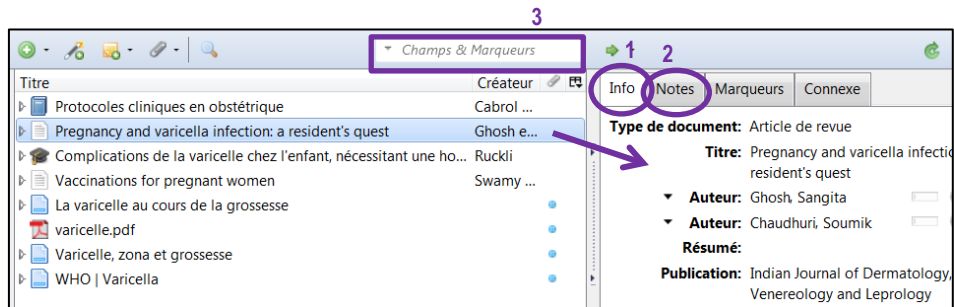 3
Champs & Marqueurs
1 2
Titre Créateur
Info Notes Marqueurs Connexe
Protocoles cliniques en obstétrique Cabrol ...
Pregnancy and varicella infection: a resident's quest Ghosh e...
Complications de la varicelle chez l'enfant, nécessitant une ho... Ruckli
Vaccinations for pregnant women Swamy ...
La varicelle au cours de la grossesse
varicelle.pdf
Varicelle, zona et grossesse
WHO | Varicella
Type de document: Article de revue
Titre: Pregnancy and varicella infectio
resident's quest
Auteur: Ghosh, Sangita
Auteur: Chaudhuri, Soumik
Résumé:
Publication: Indian Journal of Dermatology,
Venereology and Leprology